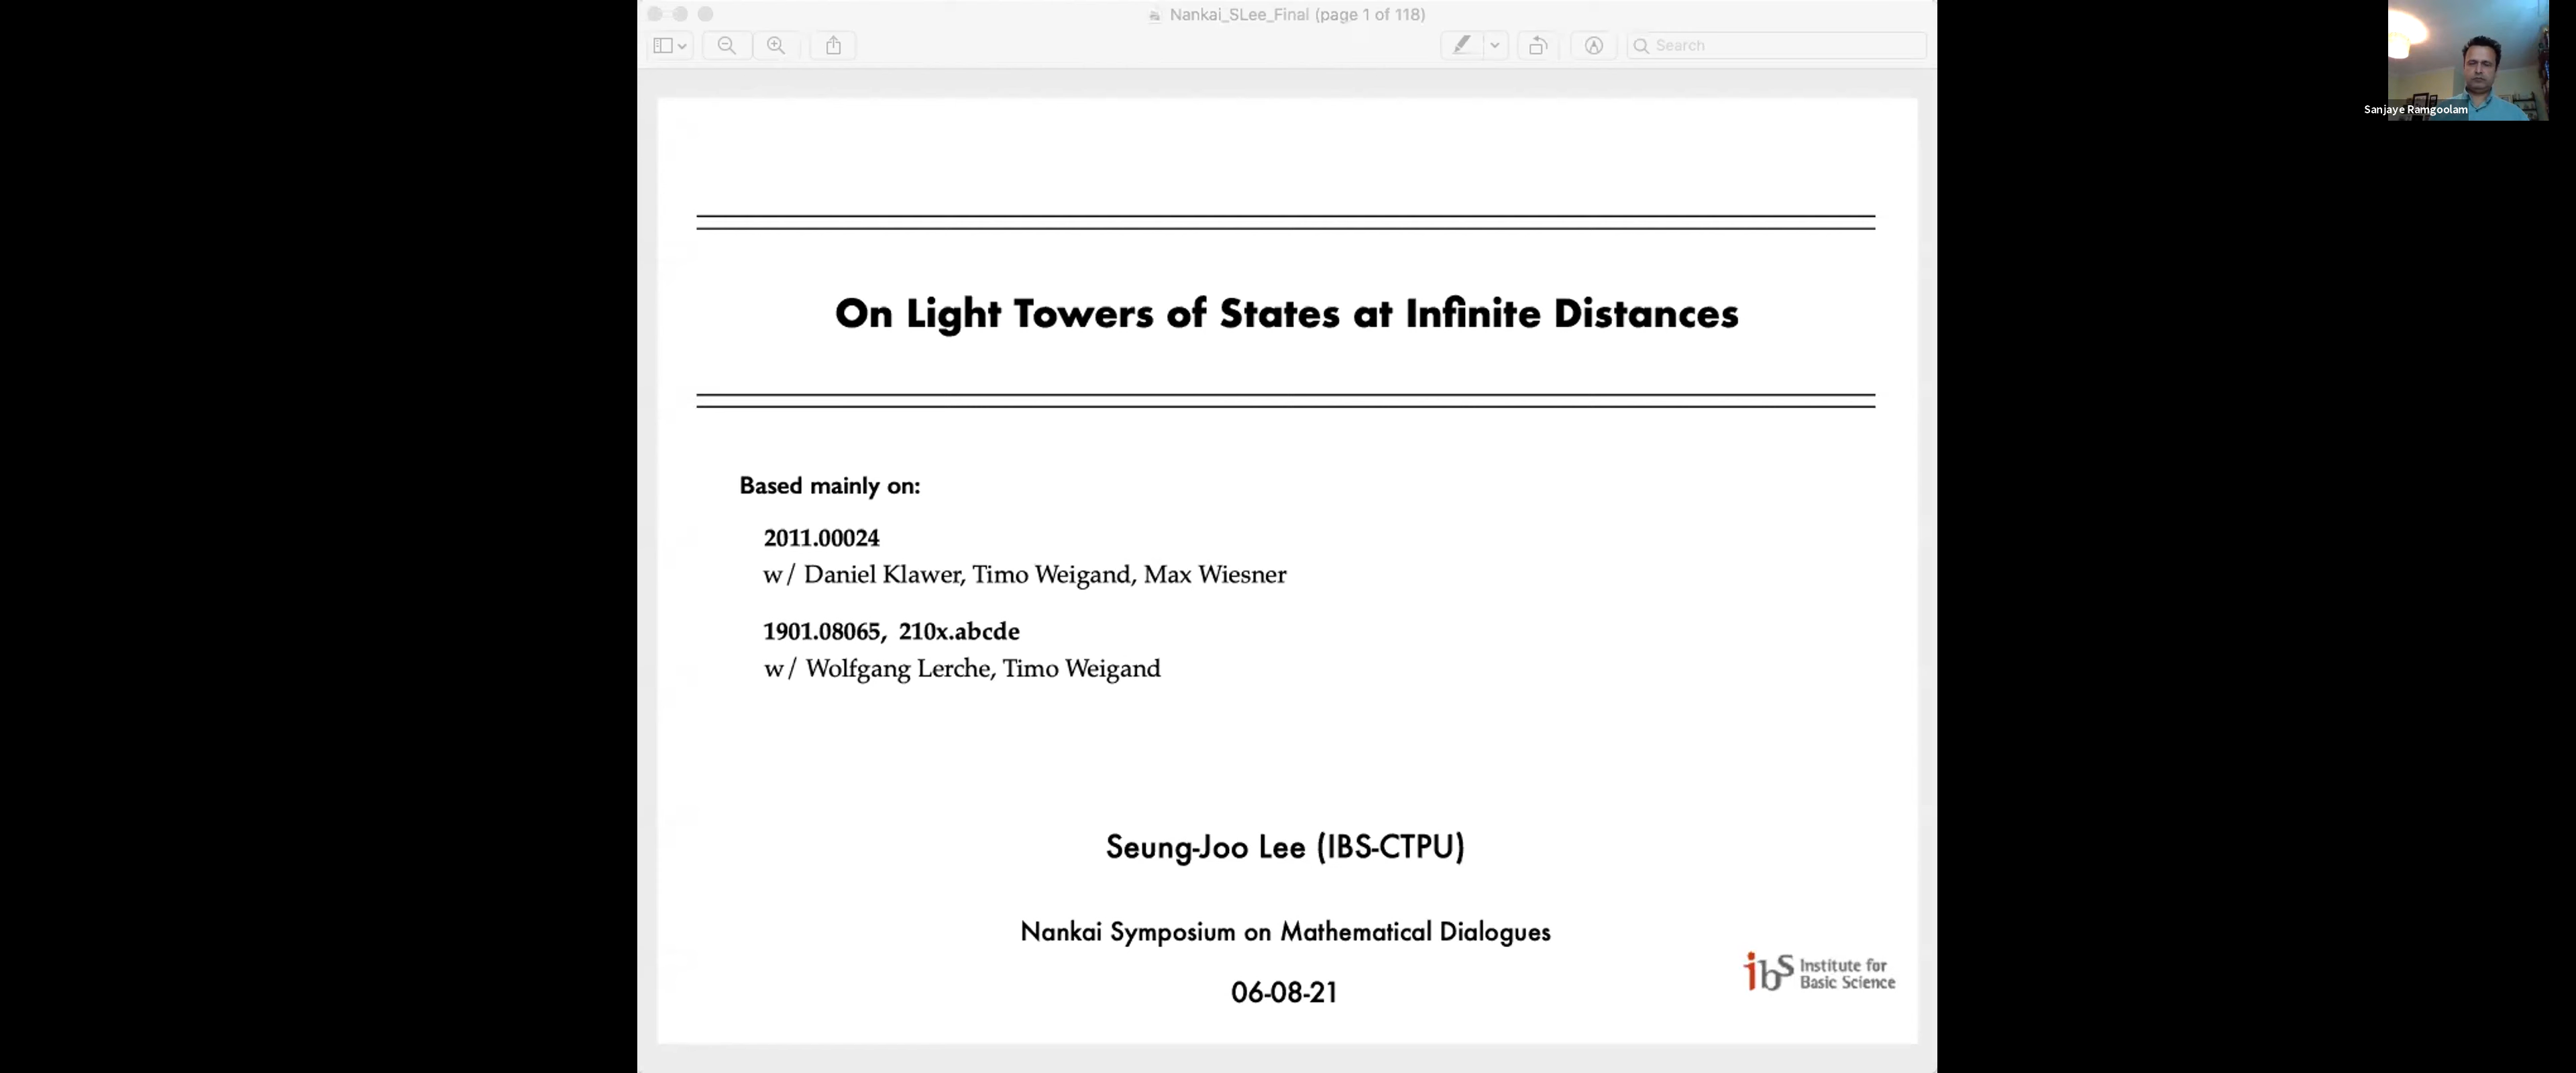 Nankai_SLee_Final (page 1 of 118)
Search
Sanjaye Ramgoolam
On Light Towers of States at Infinite Distances
Based mainly on:
2011.00024
w/ Daniel Klawer, Timo Weigand, Max Wiesner
1901.08065, 210x.abcde
w/ Wolfgang Lerche, Timo Weigand
Seung-Joo Lee (IBS-CTPU)
Nankai Symposium on Mathematical Dialogues
06-08-21
ibs Institute for
Basic Science